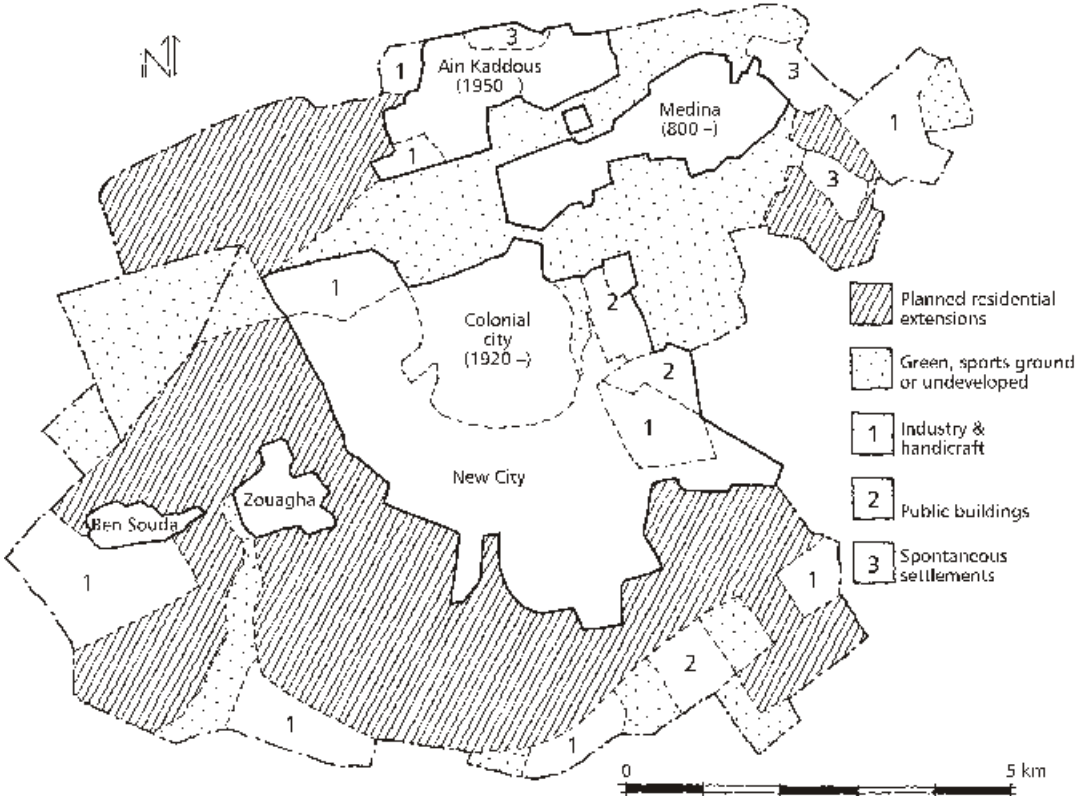 N
3
1
Ain Kaddous
(1950 )
1
Medina
(800 –)
3
1
3
1
2
Colonial
city
(1920 –)
2
1
New City
Zouagha
Ben Souda
1
1
2
1
1
Planned residential
extensions
Green, sports ground
or undeveloped
1
Industry &
handicraft
2
Public buildings
3
Spontaneous
settlements
0
5 km